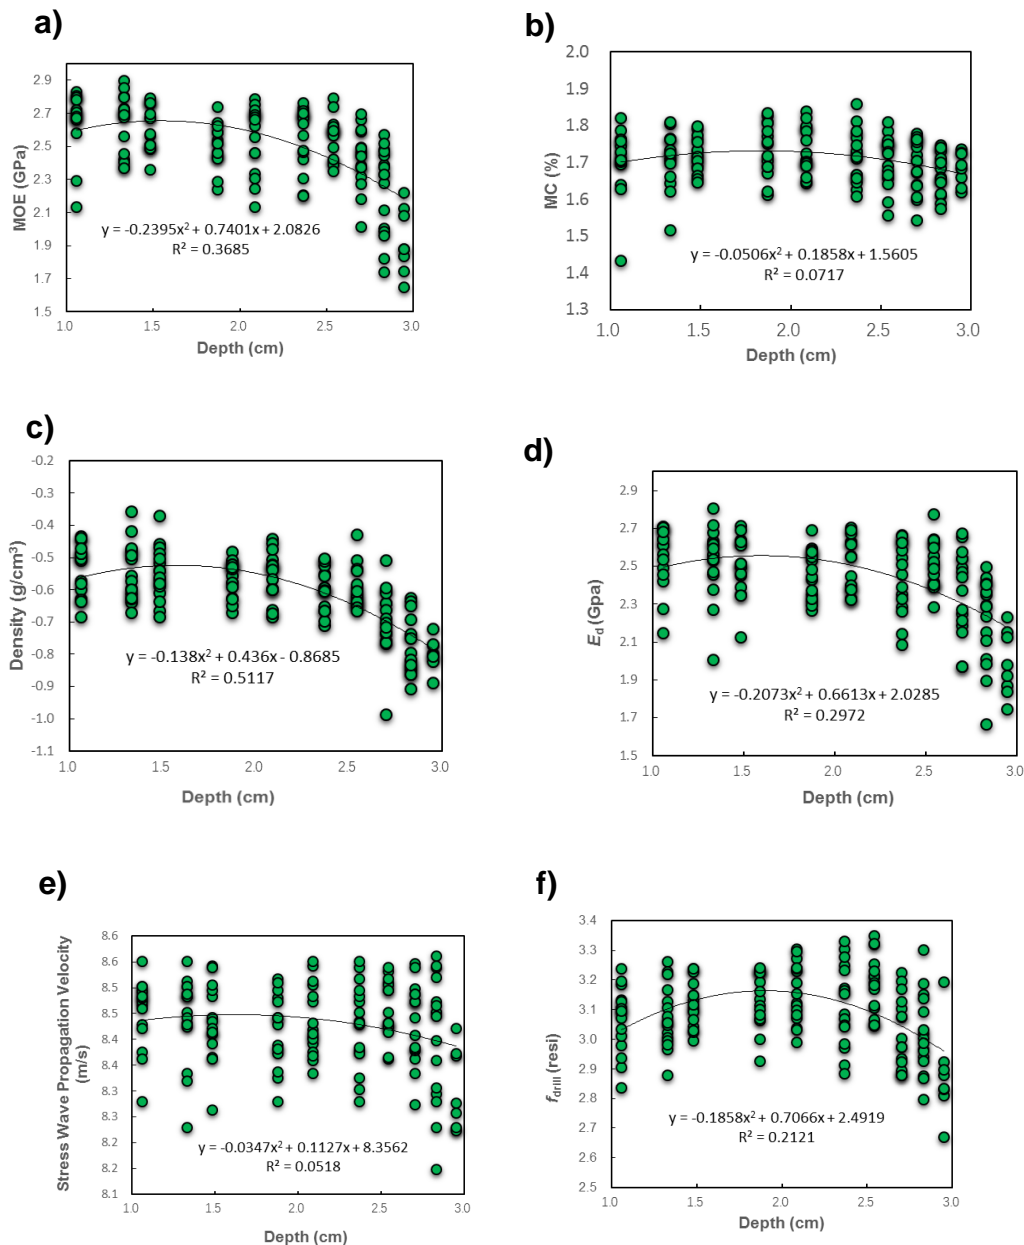 a)
2.9
2.7
2.5
2.3
2.1
1.9
1.7
1.5
MOE (GPa)
y = -0.2395x² + 0.7401x + 2.0826
R² = 0.3685
1.0 1.5 2.0 2.5 3.0
Depth (cm)
b)
2.0
1.9
1.8
1.7
1.6
1.5
1.4
1.3
MC (%)
y = -0.0506x² + 0.1858x + 1.5605
R² = 0.0717
1.0 1.5 2.0 2.5 3.0
Depth (cm)
c)
-0.2
-0.3
-0.4
-0.5
-0.6
-0.7
-0.8
-0.9
-1.0
-1.1
Density (g/cm³)
y = -0.138x² + 0.436x - 0.8685
R² = 0.5117
1.0 1.5 2.0 2.5 3.0
Depth (cm)
d)
2.9
2.7
2.5
2.3
2.1
1.9
1.7
1.5
Ed (Gpa)
y = -0.2073x² + 0.6613x + 2.0285
R² = 0.2972
1.0 1.5 2.0 2.5 3.0
Depth (cm)
e)
8.6
8.5
8.5
8.4
8.4
8.3
8.3
8.2
8.2
8.1
8.1
Stress Wave Propagation Velocity
(m/s)
y = -0.0347x² + 0.1127x + 8.3562
R² = 0.0518
1.0 1.5 2.0 2.5 3.0
Depth (cm)
f)
3.4
3.3
3.2
3.1
3.0
2.9
2.8
2.7
2.6
2.5
fdrill (resi)
y = -0.1858x² + 0.7066x + 2.4919
R² = 0.2121
1.0 1.5 2.0 2.5 3.0
Depth (cm)